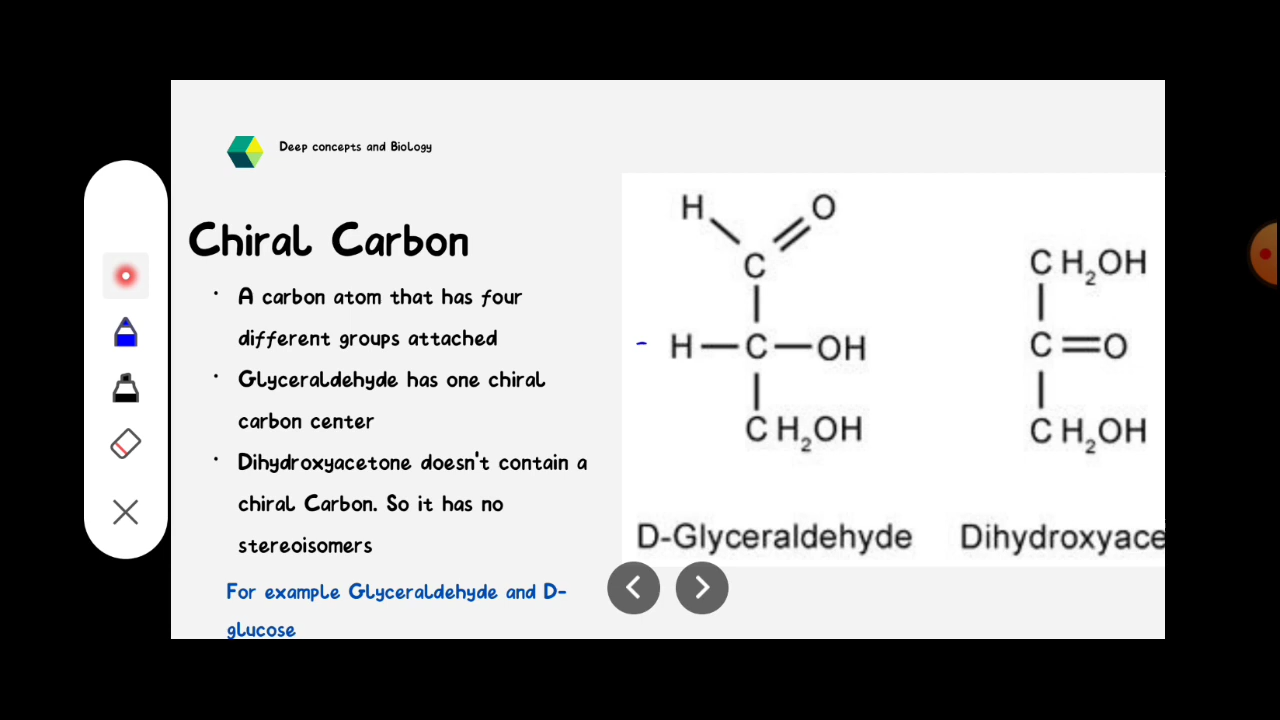 Deep concepts and Biology
Chiral Carbon
· A carbon atom that has four
different groups attached
· Glyceraldehyde has one chiral
carbon center
· Dihydroxyacetone doesn't contain a
chiral Carbon. So it has no
stereoisomers
For example Glyceraldehyde and D-
glucose
H O
C
H—C—OH
CH₂OH
D-Glyceraldehyde
CH₂OH
C=O
CH₂OH
Dihydroxyace